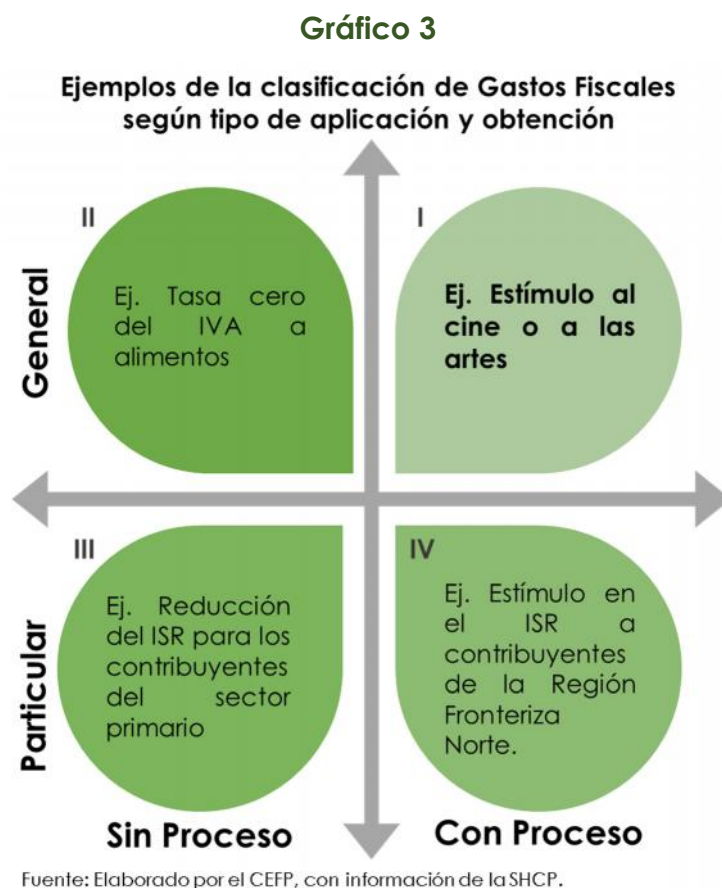 Gráfico 3
Ejemplos de la clasificación de Gastos Fiscales
según tipo de aplicación y obtención
General
II
Ej. Tasa cero
del IVA a
alimentos
I
Ej. Estímulo al
cine o a las
artes
Particular
III
Ej. Reducción
del ISR para los
contribuyentes
del sector
primario
IV
Ej. Estímulo en
el ISR a
contribuyentes
de la Región
Fronteriza
Norte.
Sin Proceso
Con Proceso
Fuente: Elaborado por el CEFP, con información de la SHCP.